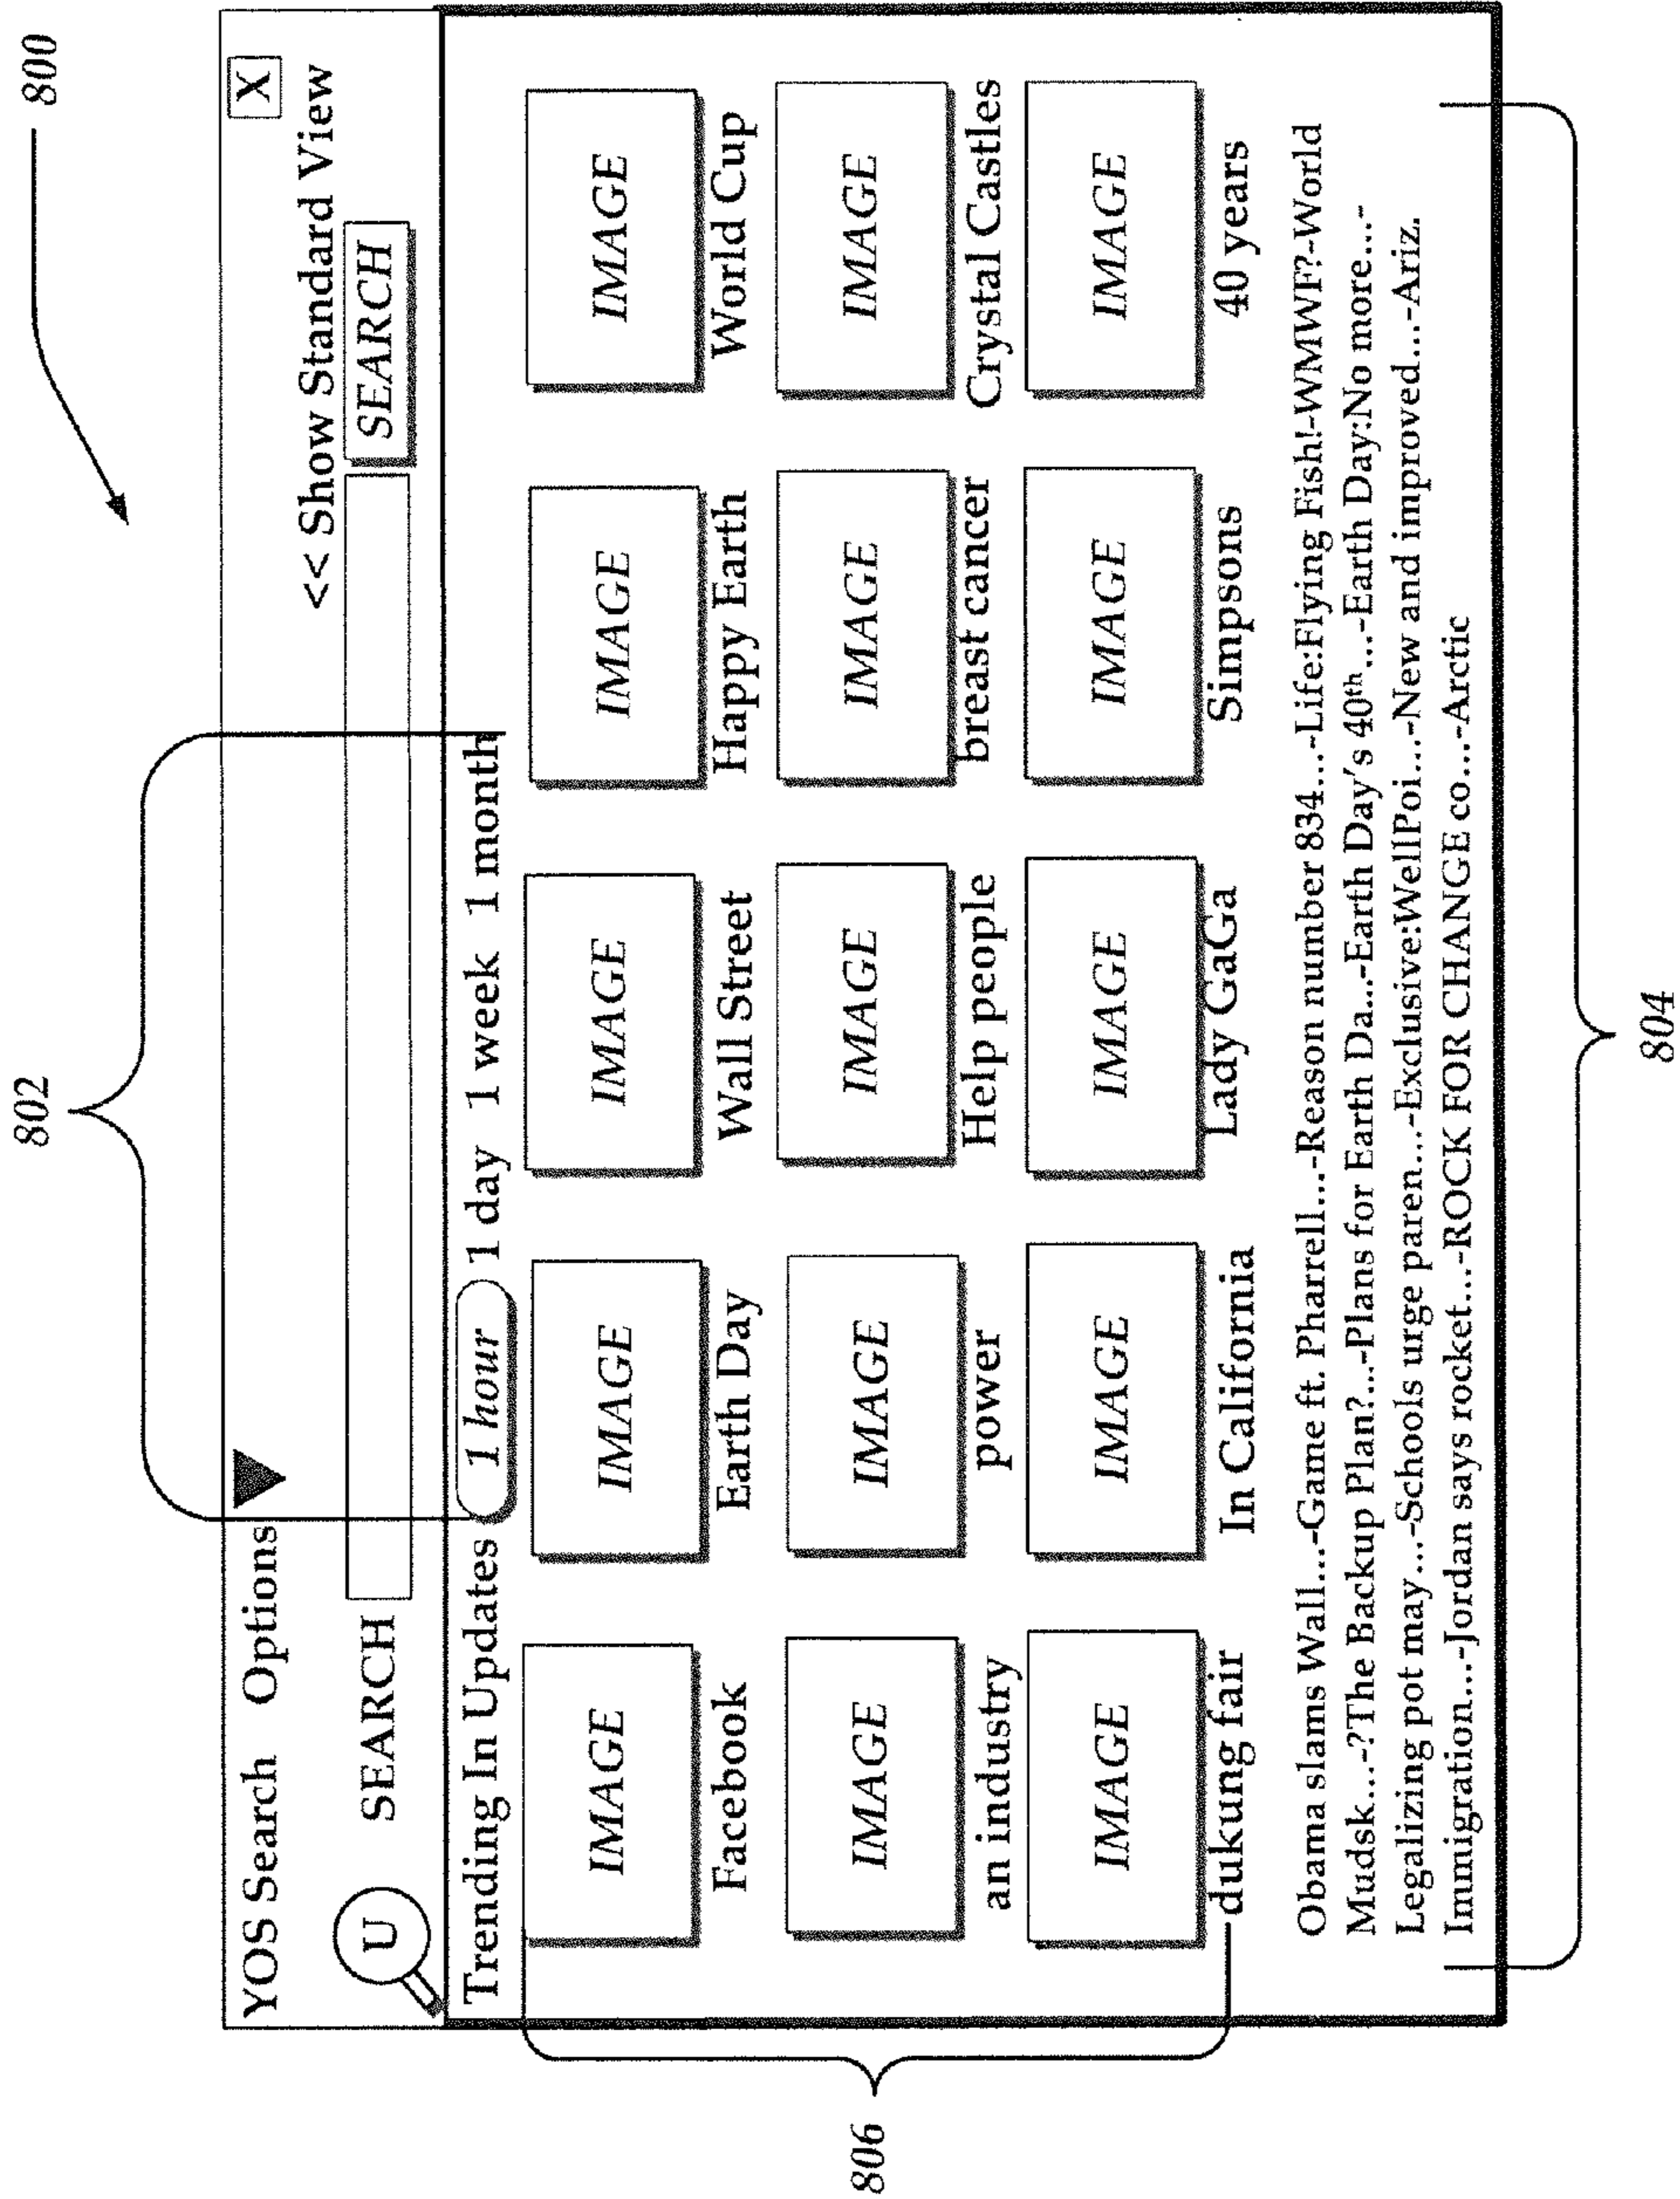 800
802
YOS Search Options X
<< Show Standard View
U SEARCH SEARCH
Trending In Updates 1 hour 1 day 1 week 1 month
IMAGE IMAGE IMAGE IMAGE IMAGE
Facebook Earth Day Wall Street Happy Earth World Cup
IMAGE IMAGE IMAGE IMAGE IMAGE
an industry power Help people breast cancer Crystal Castles
IMAGE IMAGE IMAGE IMAGE IMAGE
dukung fair In California Lady GaGa Simpsons 40 years
806
Obama slams Wall...-Game ft. Pharrell...-Reason number 834...-Life:Flying Fish!-WMWF?-World
Mudsk...-?The Backup Plan?...-Plans for Earth Da...-Earth Day's 40th...-Earth Day:No more...-
Legalizing pot may...-Schools urge paren...-Exclusive:WellPoi...-New and improved...-Ariz.
Immigration...-Jordan says rocket...-ROCK FOR CHANGE co...-Arctic
804